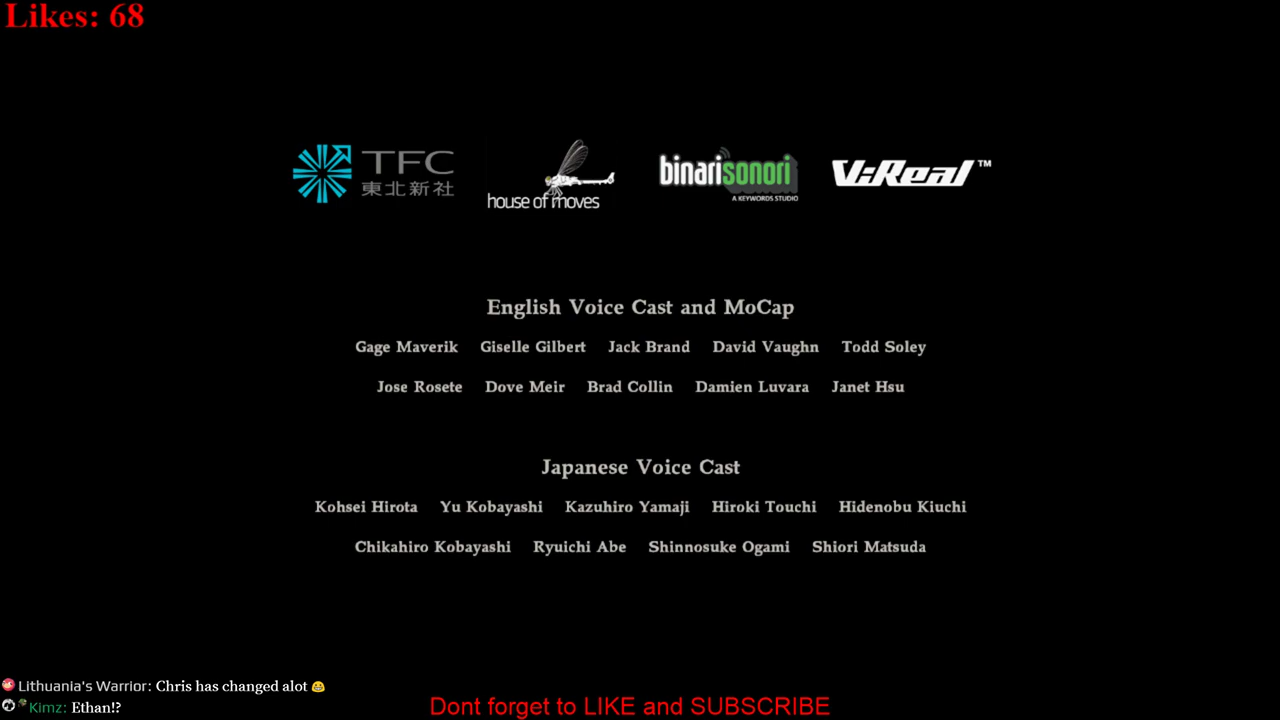 Likes: 68
TFC
東北新社
house of moves
binarisonori
A KEYWORDS STUDIO
V:Real™
English Voice Cast and MoCap
Gage Maverik Giselle Gilbert Jack Brand David Vaughn Todd Soley
Jose Rosete Dove Meir Brad Collin Damien Luvara Janet Hsu
Japanese Voice Cast
Kohsei Hirota Yu Kobayashi Kazuhiro Yamaji Hiroki Touchi Hidenobu Kiuchi
Chikahiro Kobayashi Ryuichi Abe Shinnosuke Ogami Shiori Matsuda
Lithuania's Warrior: Chris has changed alot 😄
Kimz: Ethan!?
Dont forget to LIKE and SUBSCRIBE